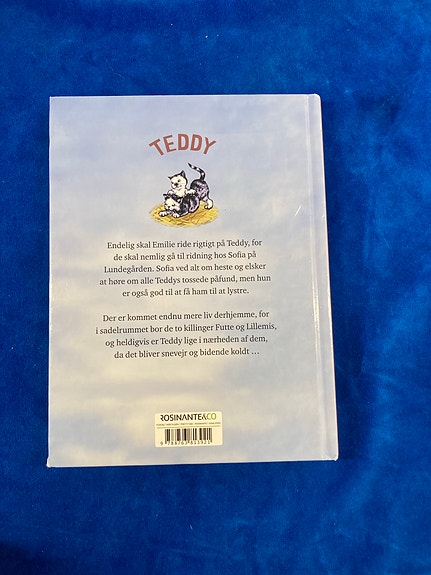 TEDDY
Endelig skal Emilie ride rigtigt på Teddy, for
de skal nemlig gå til ridning hos Sofia på
Lundegården. Sofia ved alt om heste og elsker
at høre om alle Teddys tossede påfund, men hun
er også god til at få ham til at lystre.
Der er kommet endnu mere liv derhjemme, for
i sadelrummet bor de to killinger Futte og Lillemis,
og heldigvis er Teddy lige i nærheden af dem,
da det bliver snevejr og bidende koldt …
ROSINANTE&CO